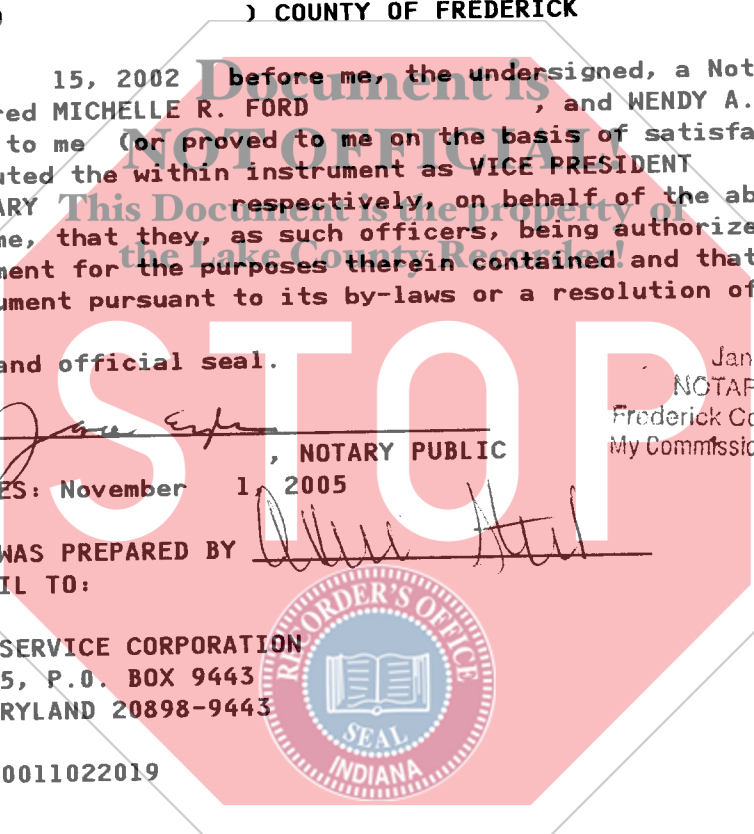 ) COUNTY OF FREDERICK
15, 2002 before me, the undersigned, a Not
red MICHELLE R. FORD , and WENDY A.
to me (or proved to me on the basis of satisfa
uted the within instrument as VICE PRESIDENT
ARY respectively, on behalf of the ab
me, that they, as such officers, being authorize
ment for the purposes therein contained and that
ument pursuant to its by-laws or a resolution of
and official seal.
Document is
NOT OFFICIAL!
This Document is the property of
the Lake County Recorder!
STOP
Jan
NOTAR
Frederick Co
My Commissio
, NOTARY PUBLIC
ES: November 1, 2005
WAS PREPARED BY
IL TO:
SERVICE CORPORATION
5, P.O. BOX 9443
RYLAND 20898-9443
0011022019
RECORDER'S OFFICE
SEAL
INDIANA